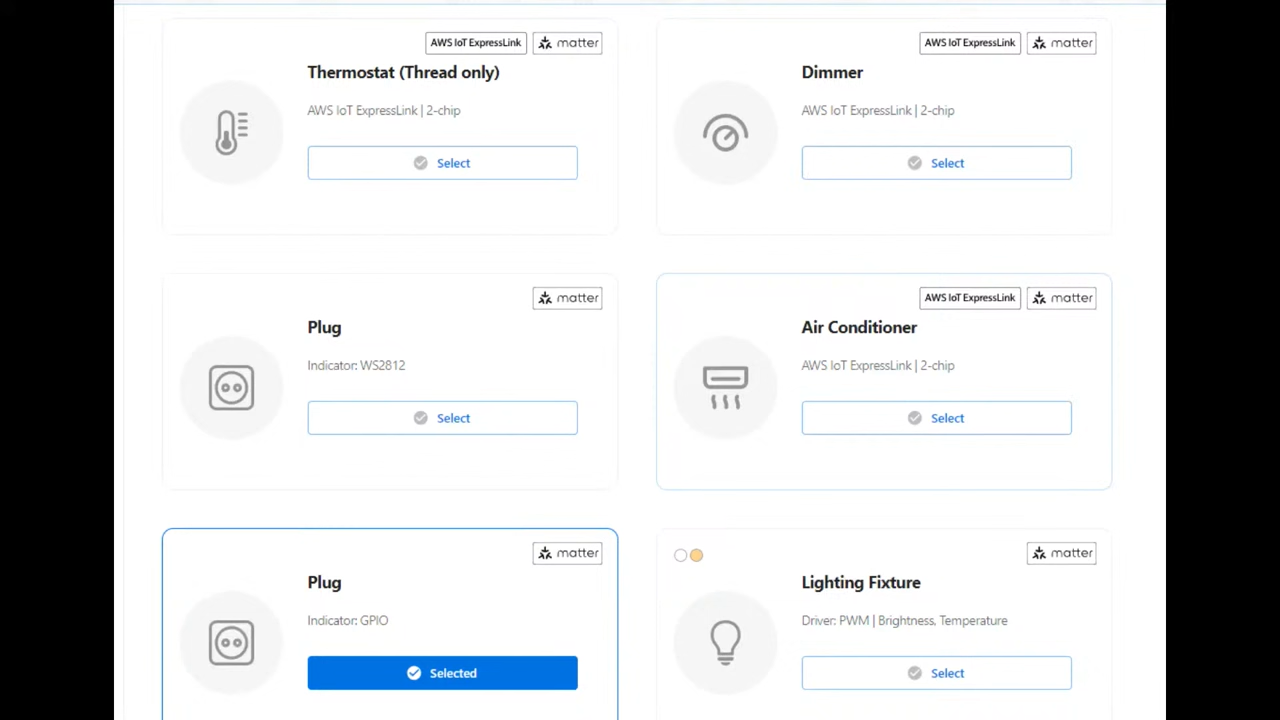 AWS IoT ExpressLink matter
Thermostat (Thread only)
AWS IoT ExpressLink | 2-chip
Select
AWS IoT ExpressLink matter
Dimmer
AWS IoT ExpressLink | 2-chip
Select
matter
Plug
Indicator: WS2812
Select
AWS IoT ExpressLink matter
Air Conditioner
AWS IoT ExpressLink | 2-chip
Select
matter
Plug
Indicator: GPIO
Selected
matter
Lighting Fixture
Driver: PWM | Brightness, Temperature
Select